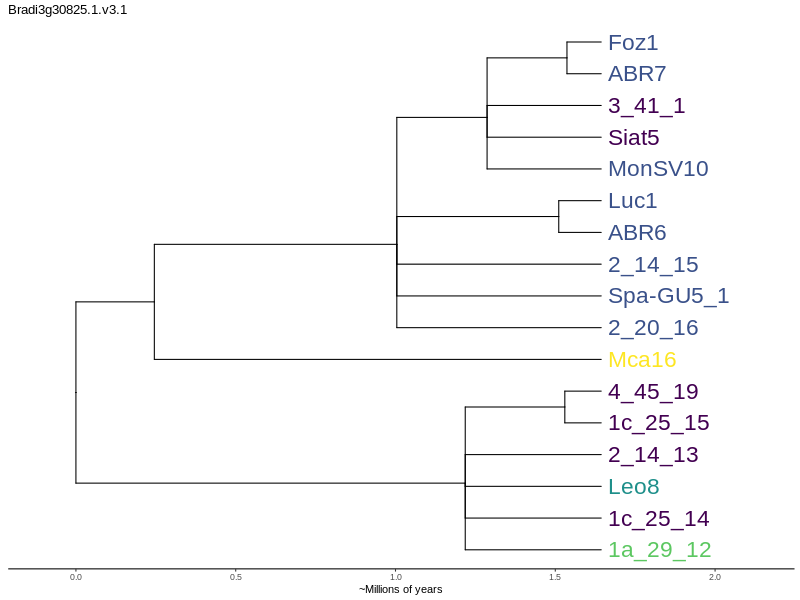 Bradi3g30825.1.v3.1
Foz1
ABR7
3_41_1
Siat5
MonSV10
Luc1
ABR6
2_14_15
Spa-GU5_1
2_20_16
Mca16
4_45_19
1c_25_15
2_14_13
Leo8
1c_25_14
1a_29_12
0.0 0.5 1.0 1.5 2.0
~Millions of years